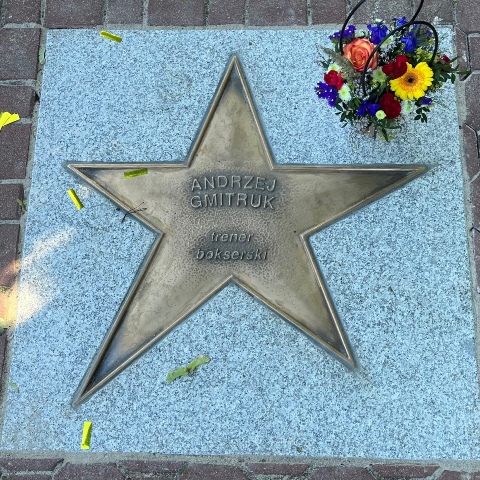 ANDRZEJ
GMITRUK
trener
bokserski